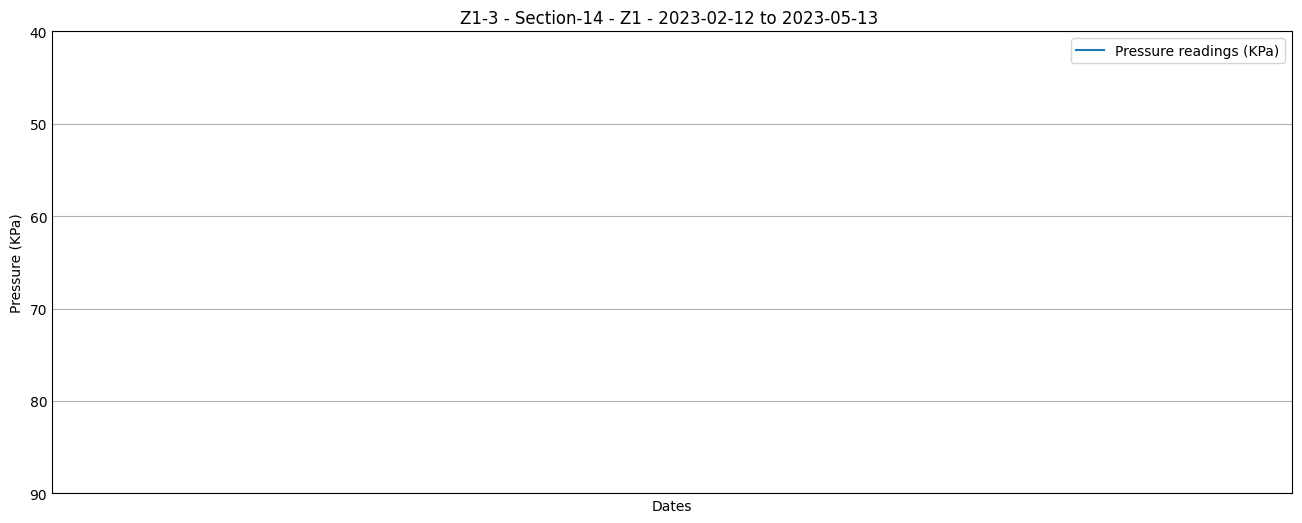 Z1-3 - Section-14 - Z1 - 2023-02-12 to 2023-05-13
Pressure readings (KPa)
40
50
60
70
80
90
Pressure (KPa)
Dates